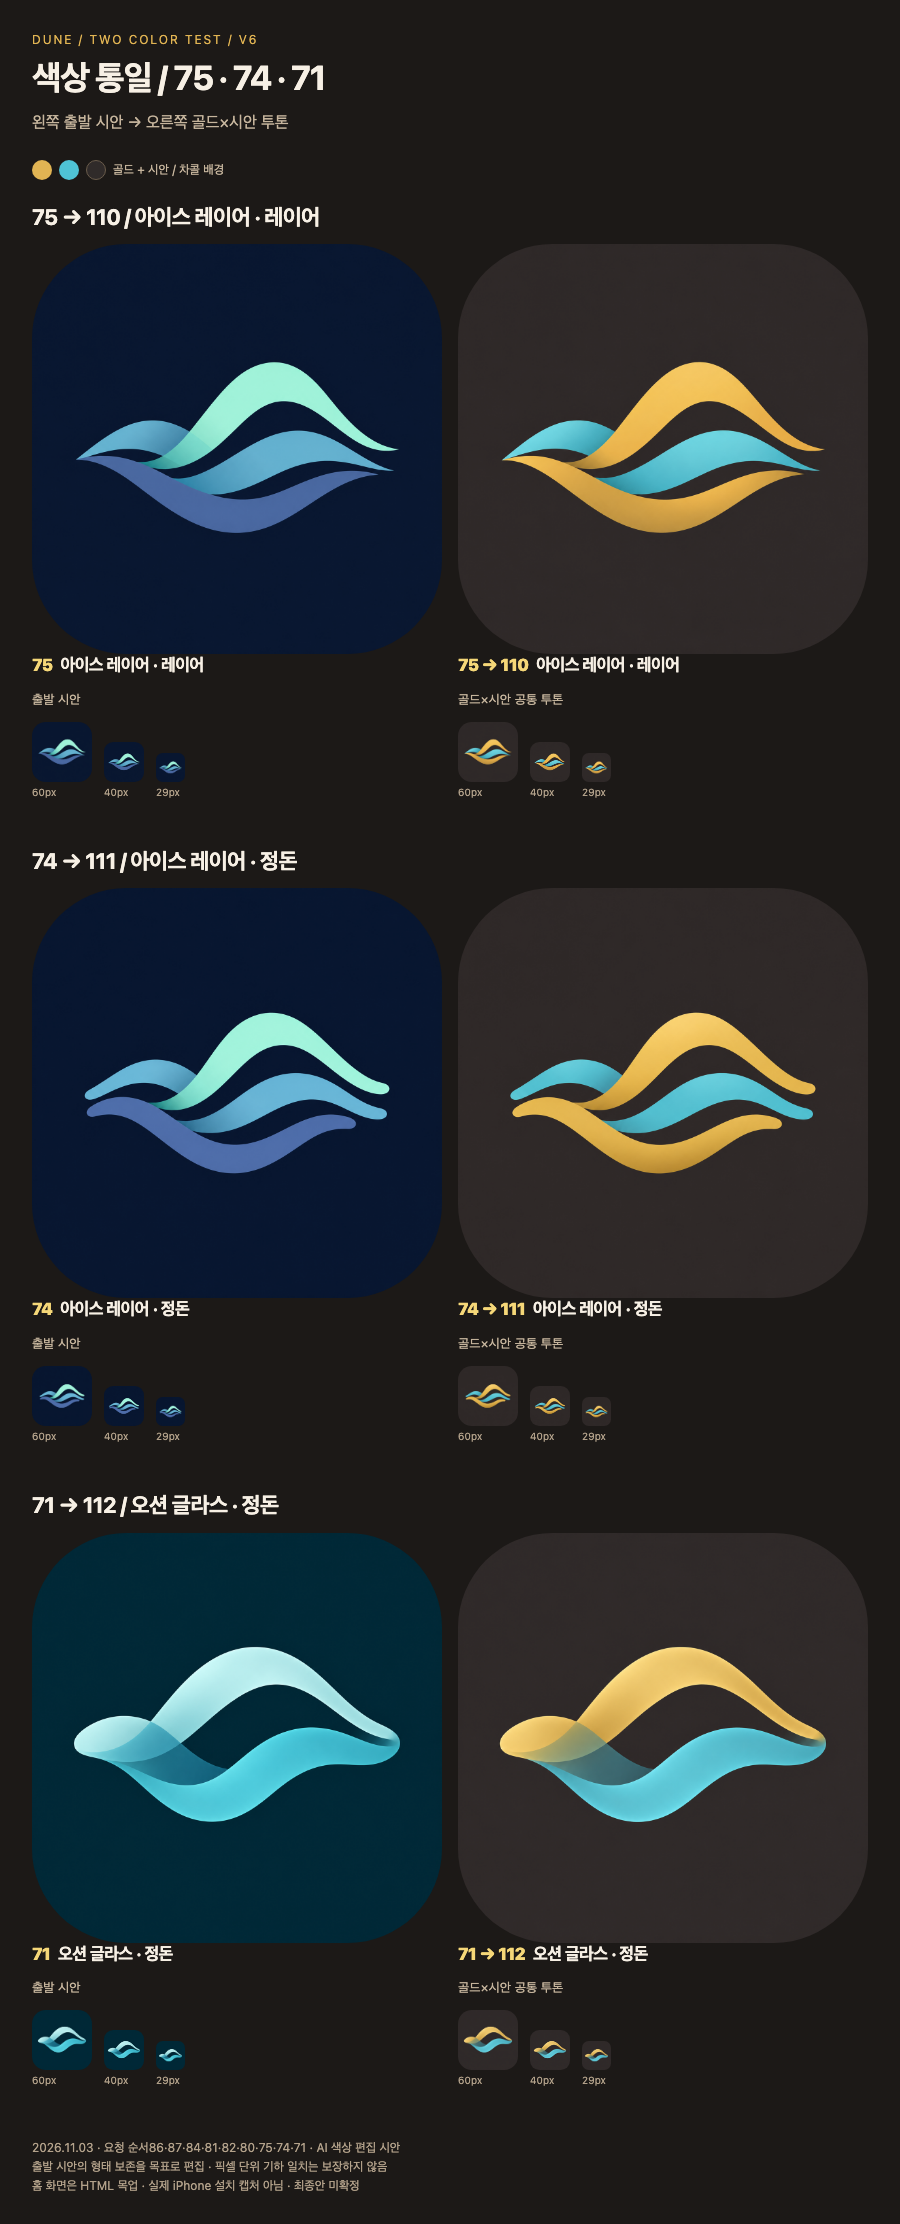 DUNE / TWO COLOR TEST / V6
색상 통일 / 75 · 74 · 71
왼쪽 출발 시안 → 오른쪽 골드×시안 투톤
골드 + 시안 / 차콜 배경
75 → 110 / 아이스 레이어 · 레이어
75 아이스 레이어 · 레이어
출발 시안
60px 40px 29px
75 → 110 아이스 레이어 · 레이어
골드×시안 공통 투톤
60px 40px 29px
74 → 111 / 아이스 레이어 · 정돈
74 아이스 레이어 · 정돈
출발 시안
60px 40px 29px
74 → 111 아이스 레이어 · 정돈
골드×시안 공통 투톤
60px 40px 29px
71 → 112 / 오션 글라스 · 정돈
71 오션 글라스 · 정돈
출발 시안
60px 40px 29px
71 → 112 오션 글라스 · 정돈
골드×시안 공통 투톤
60px 40px 29px
2026.11.03 · 요청 순서86·87·84·81·82·80·75·74·71 · AI 색상 편집 시안
출발 시안의 형태 보존을 목표로 편집 · 픽셀 단위 기하 일치는 보장하지 않음
홈 화면은 HTML 목업 · 실제 iPhone 설치 캡처 아님 · 최종안 미확정